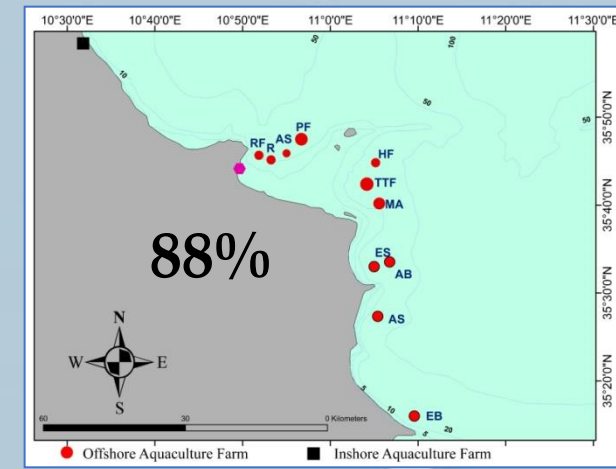 10°30'0"E 10°40'0"E 10°50'0"E 11°0'0"E 11°10'0"E 11°20'0"E 11°30'0"E
50
100
10
50
50
35°50'0"N
PF
AS
RF R
HF
TTF
MA
35°40'0"N
88%
ES
AB
35°30'0"N
AS
N
W E
S
35°20'0"N
5
10
EB
5 20
60 30 0 Kilometers
Offshore Aquaculture Farm Inshore Aquaculture Farm